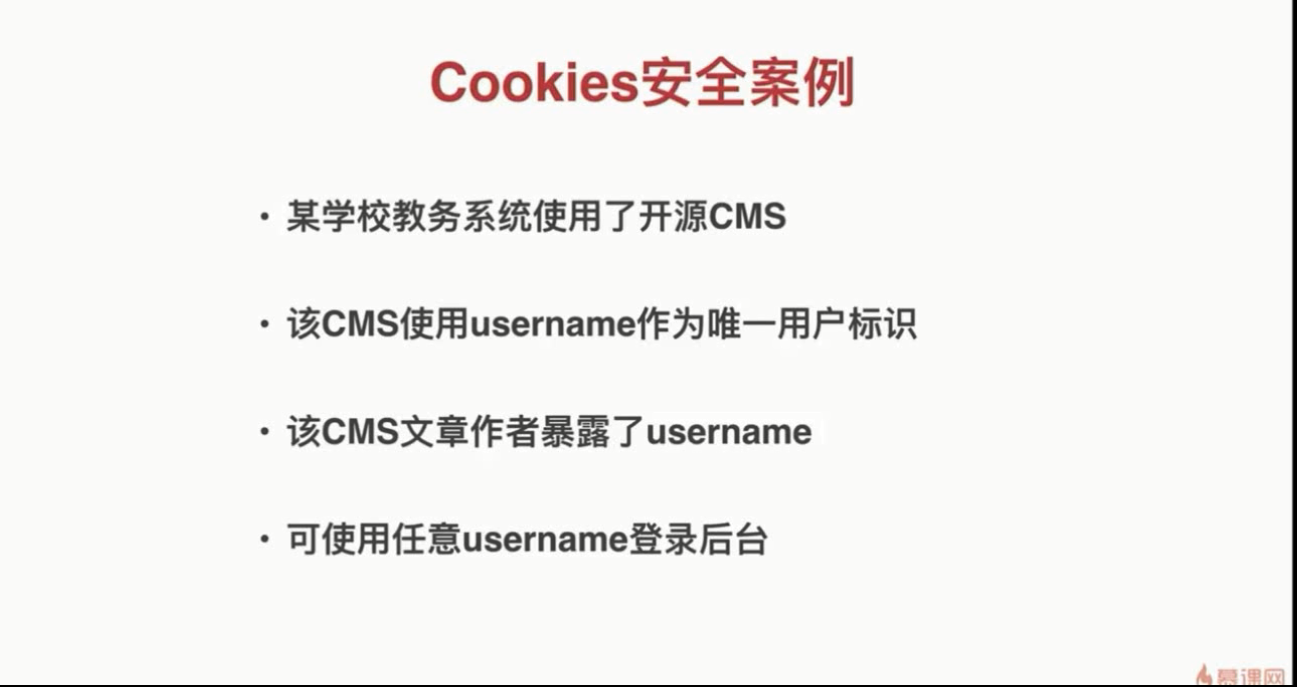 Cookies安全案例
· 某学校教务系统使用了开源CMS
· 该CMS使用username作为唯一用户标识
· 该CMS文章作者暴露了username
· 可使用任意username登录后台
慕课网